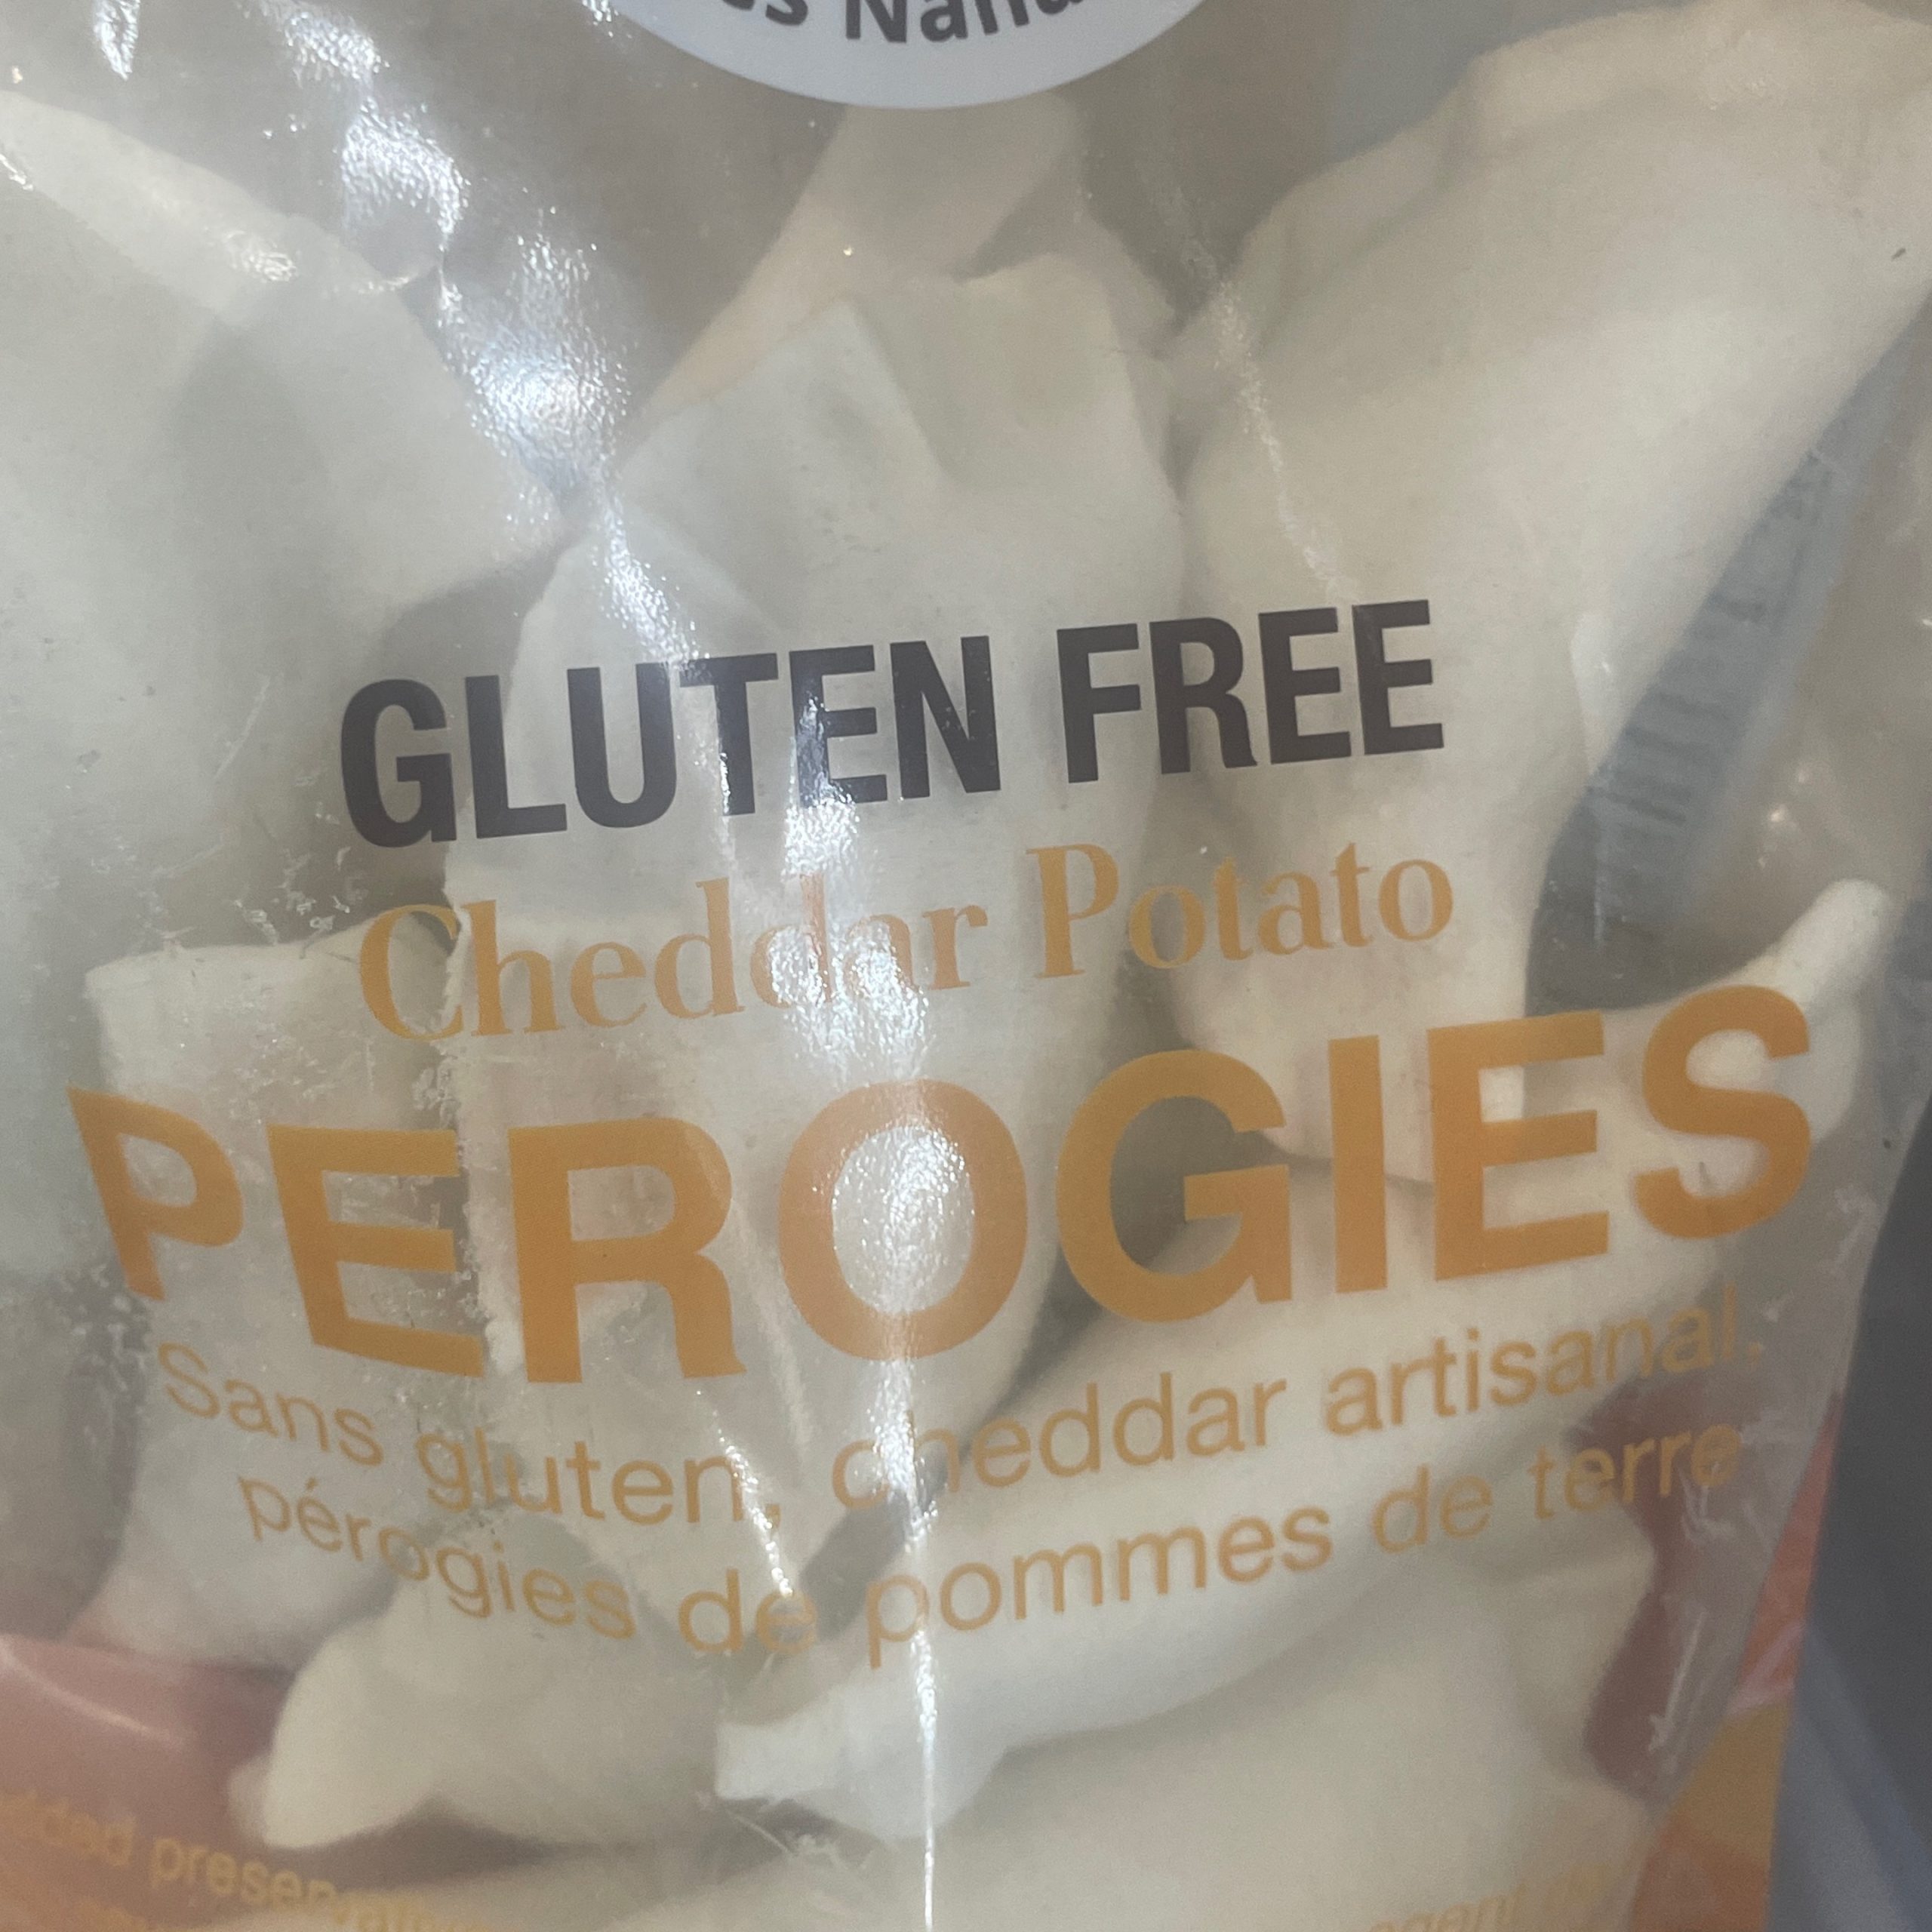 GLUTEN FREE
Cheddar Potato
PEROGIES
Sans gluten, cheddar artisanal,
pérogies de pommes de terre